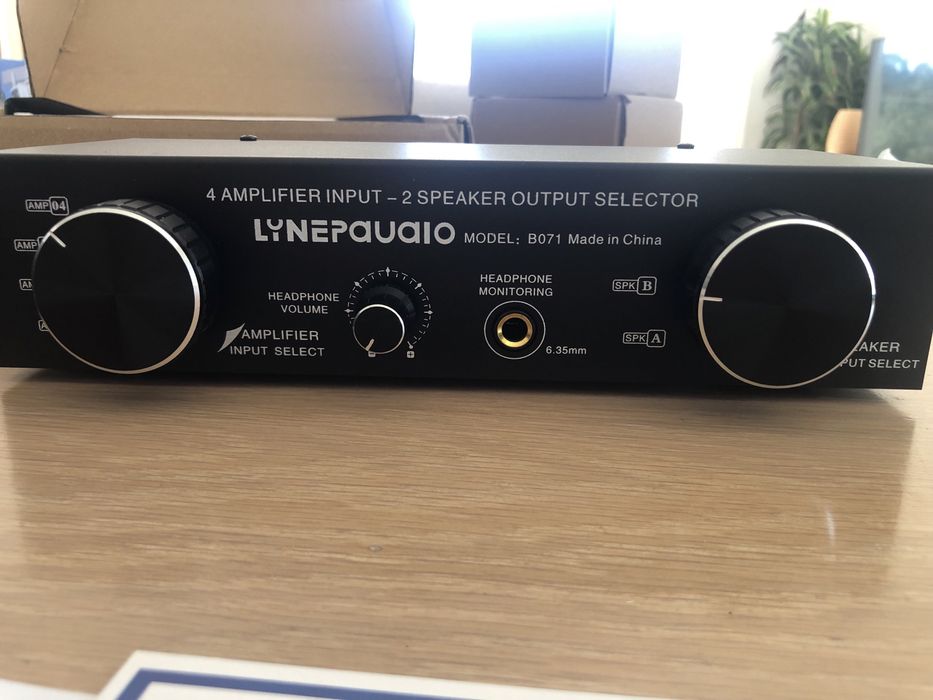 4 AMPLIFIER INPUT – 2 SPEAKER OUTPUT SELECTOR
LYNEPAUAIO MODEL: B071 Made in China
AMP 04
AMP
HEADPHONE
VOLUME
HEADPHONE
MONITORING
6.35mm
SPK B
SPK A
AMPLIFIER
INPUT SELECT
SELECT